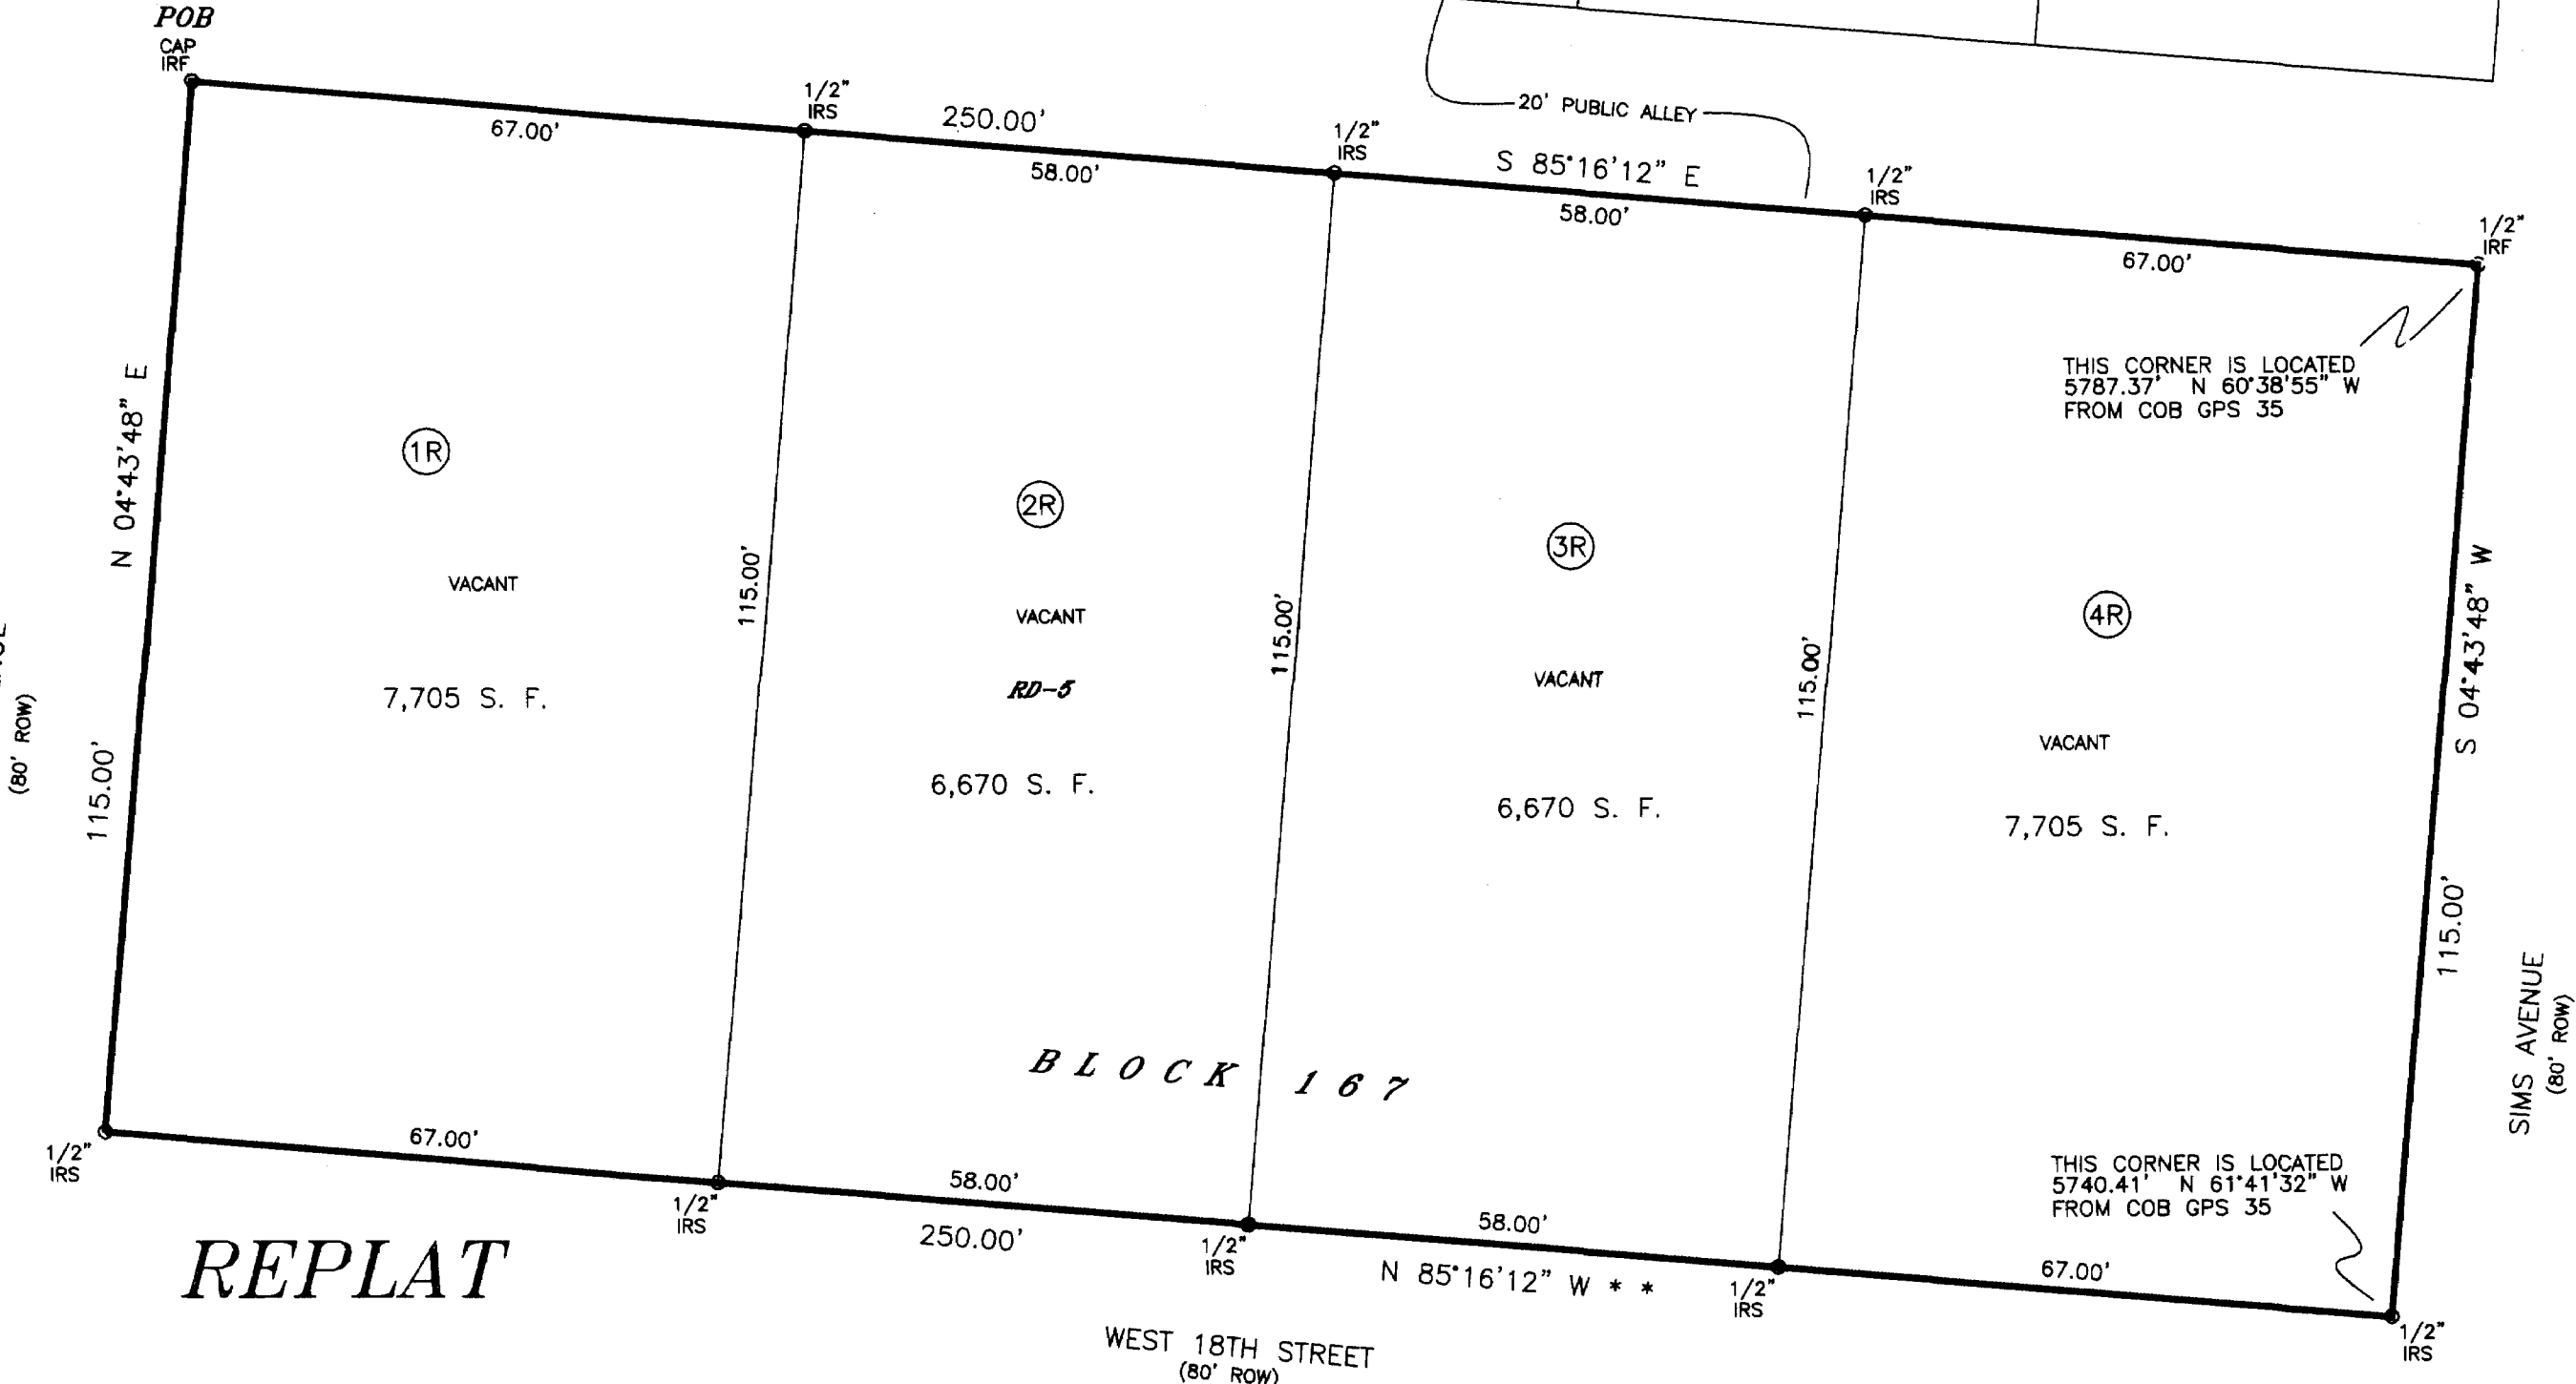 POB
CAP
IRF
67.00'
1/2"
IRS
250.00'
58.00'
1/2"
IRS
20' PUBLIC ALLEY
S 85°16'12" E
58.00'
1/2"
IRS
67.00'
1/2"
IRF
THIS CORNER IS LOCATED
5787.37' N 60°38'55" W
FROM COB GPS 35
N 04°43'48" E
115.00'
(80' ROW)
1R
VACANT
7,705 S. F.
115.00'
2R
VACANT
RD-5
6,670 S. F.
115.00'
3R
VACANT
6,670 S. F.
115.00'
4R
VACANT
7,705 S. F.
S 04°43'48" W
115.00'
SIMS AVENUE
(80' ROW)
BLOCK 167
THIS CORNER IS LOCATED
5740.41' N 61°41'32" W
FROM COB GPS 35
1/2"
IRS
67.00'
1/2"
IRS
58.00'
250.00'
1/2"
IRS
58.00'
N 85°16'12" W * *
1/2"
IRS
67.00'
1/2"
IRS
REPLAT
WEST 18TH STREET
(80' ROW)